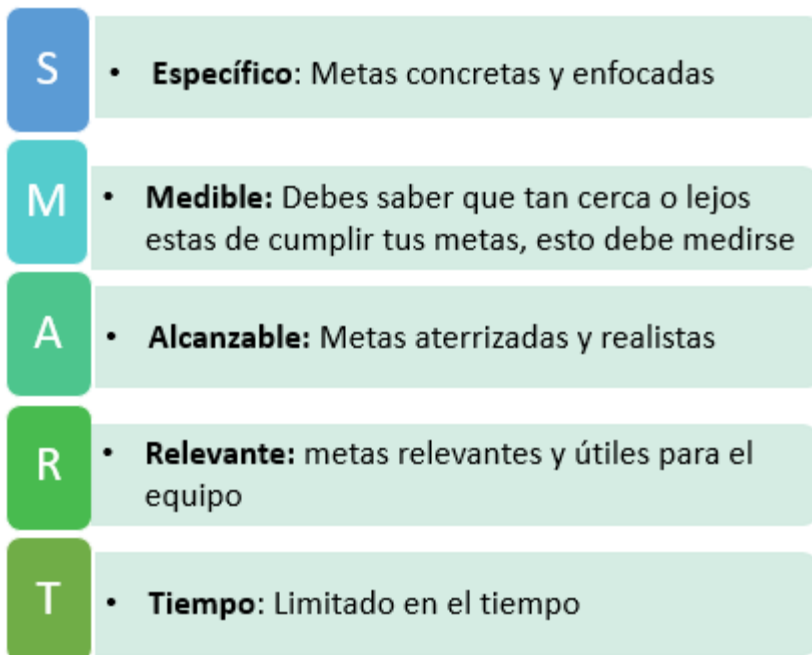 S
• Específico: Metas concretas y enfocadas
M
• Medible: Debes saber que tan cerca o lejos
estas de cumplir tus metas, esto debe medirse
A
• Alcanzable: Metas aterrizadas y realistas
R
• Relevante: metas relevantes y útiles para el
equipo
T
• Tiempo: Limitado en el tiempo